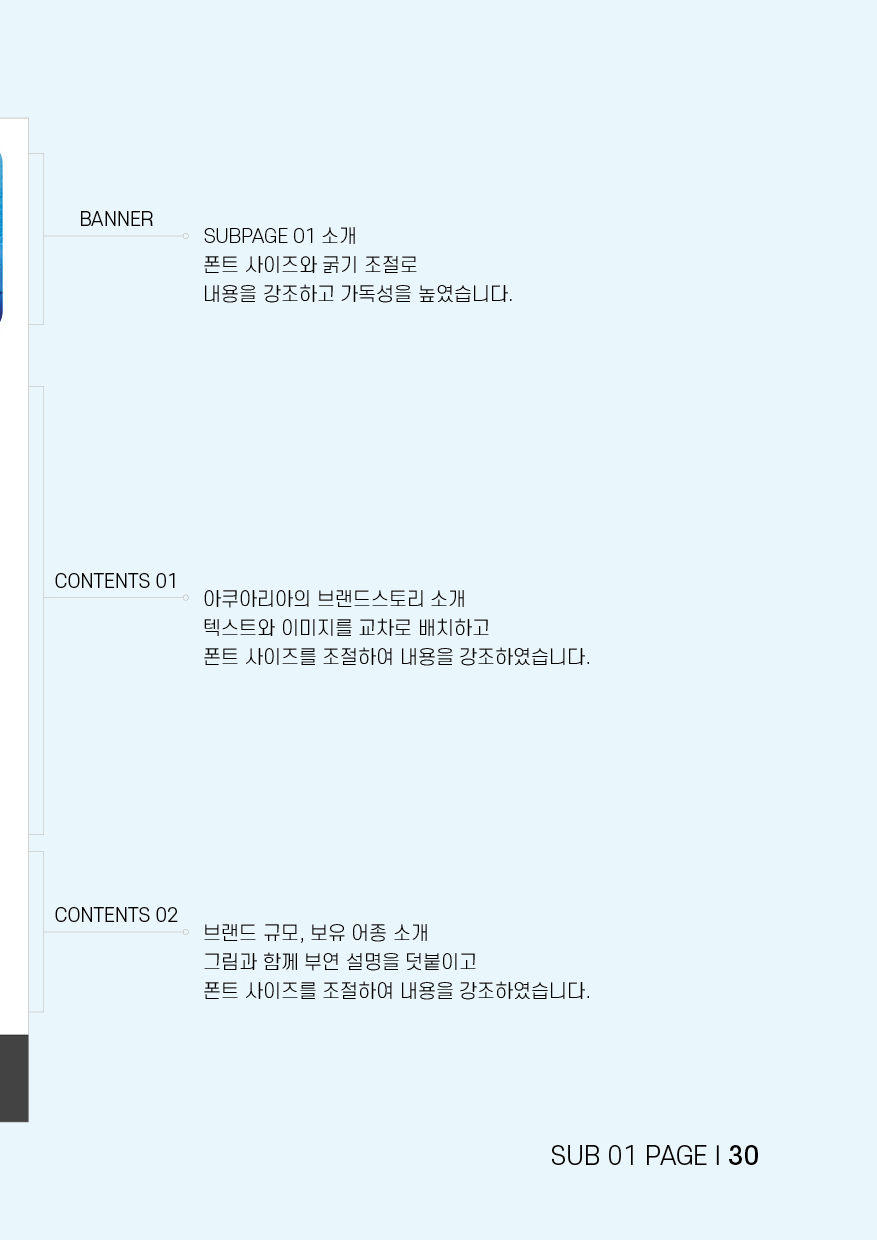 BANNER
SUBPAGE 01 소개
폰트 사이즈와 굵기 조절로
내용을 강조하고 가독성을 높였습니다.
CONTENTS 01
아쿠아리아의 브랜드스토리 소개
텍스트와 이미지를 교차로 배치하고
폰트 사이즈를 조절하여 내용을 강조하였습니다.
CONTENTS 02
브랜드 규모, 보유 어종 소개
그림과 함께 부연 설명을 덧붙이고
폰트 사이즈를 조절하여 내용을 강조하였습니다.
SUB 01 PAGE | 30